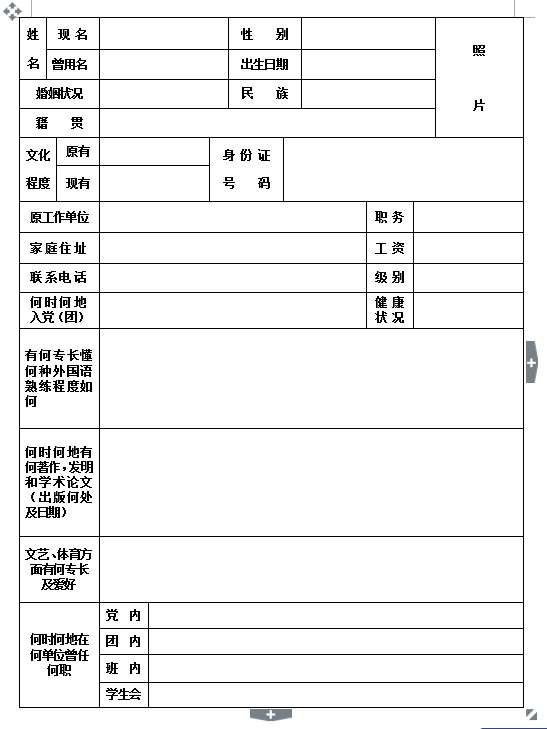 姓 现 名 性 别 照
名 曾用名 出生日期
婚姻状况 民 族 片
籍 贯
文化 原有 身 份 证
程度 现有 号 码
原工作单位 职 务
家 庭 住 址 工 资
联 系 电 话 级 别
何 时 何 地 健 康
入党（团） 状 况
有何专长懂
何种外国语
熟练程度如
何
何时何地有
何著作，发明
和学术论文
（出版何处
及日期）
文艺、体育方
面有何专长
及爱好
何时何地在
何单位曾任
何职
党 内
团 内
班 内
学生会